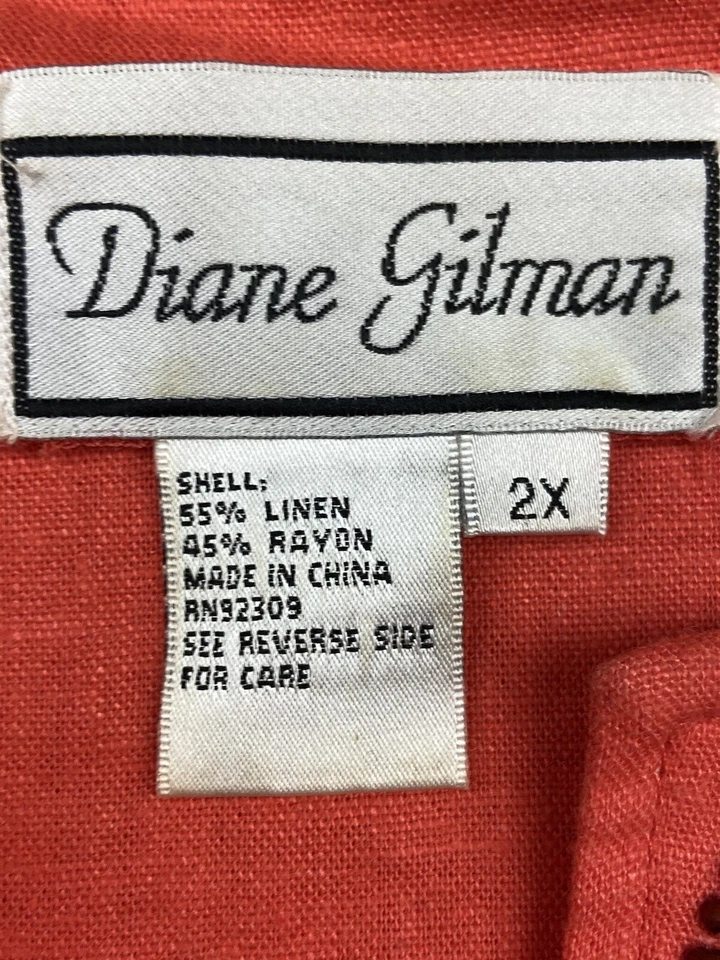 Diane Gilman
2X
SHELL:
55% LINEN
45% RAYON
MADE IN CHINA
RN92309
SEE REVERSE SIDE
FOR CARE